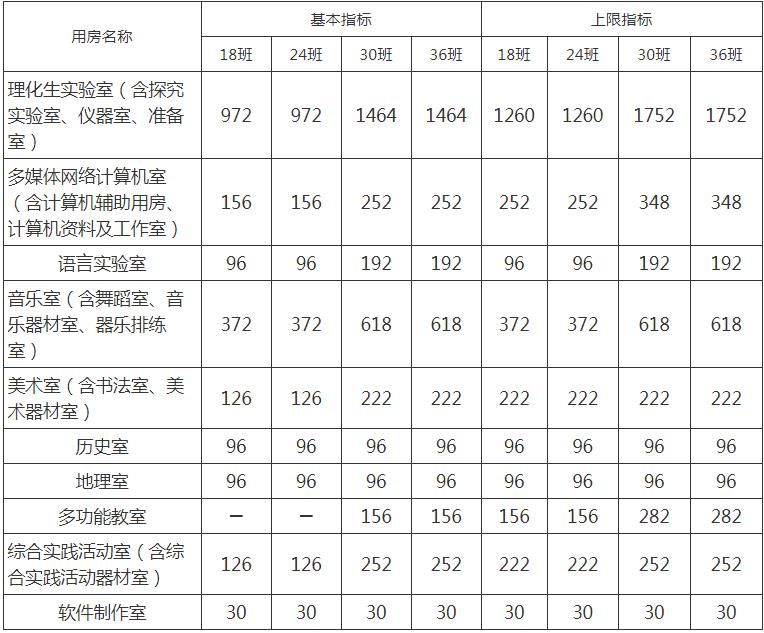 用房名称 基本指标 上限指标
18班 24班 30班 36班 18班 24班 30班 36班
理化生实验室（含探究
实验室、仪器室、准备
室） 972 972 1464 1464 1260 1260 1752 1752
多媒体网络计算机室
（含计算机辅助用房、
计算机资料及工作室） 156 156 252 252 252 252 348 348
语言实验室 96 96 192 192 96 96 192 192
音乐室（含舞蹈室、音
乐器材室、器乐排练
室） 372 372 618 618 372 372 618 618
美术室（含书法室、美
术器材室） 126 126 222 222 222 222 222 222
历史室 96 96 96 96 96 96 96 96
地理室 96 96 96 96 96 96 96 96
多功能教室 — — 156 156 156 156 282 282
综合实践活动室（含综
合实践活动器材室） 126 126 252 252 222 222 252 252
软件制作室 30 30 30 30 30 30 30 30